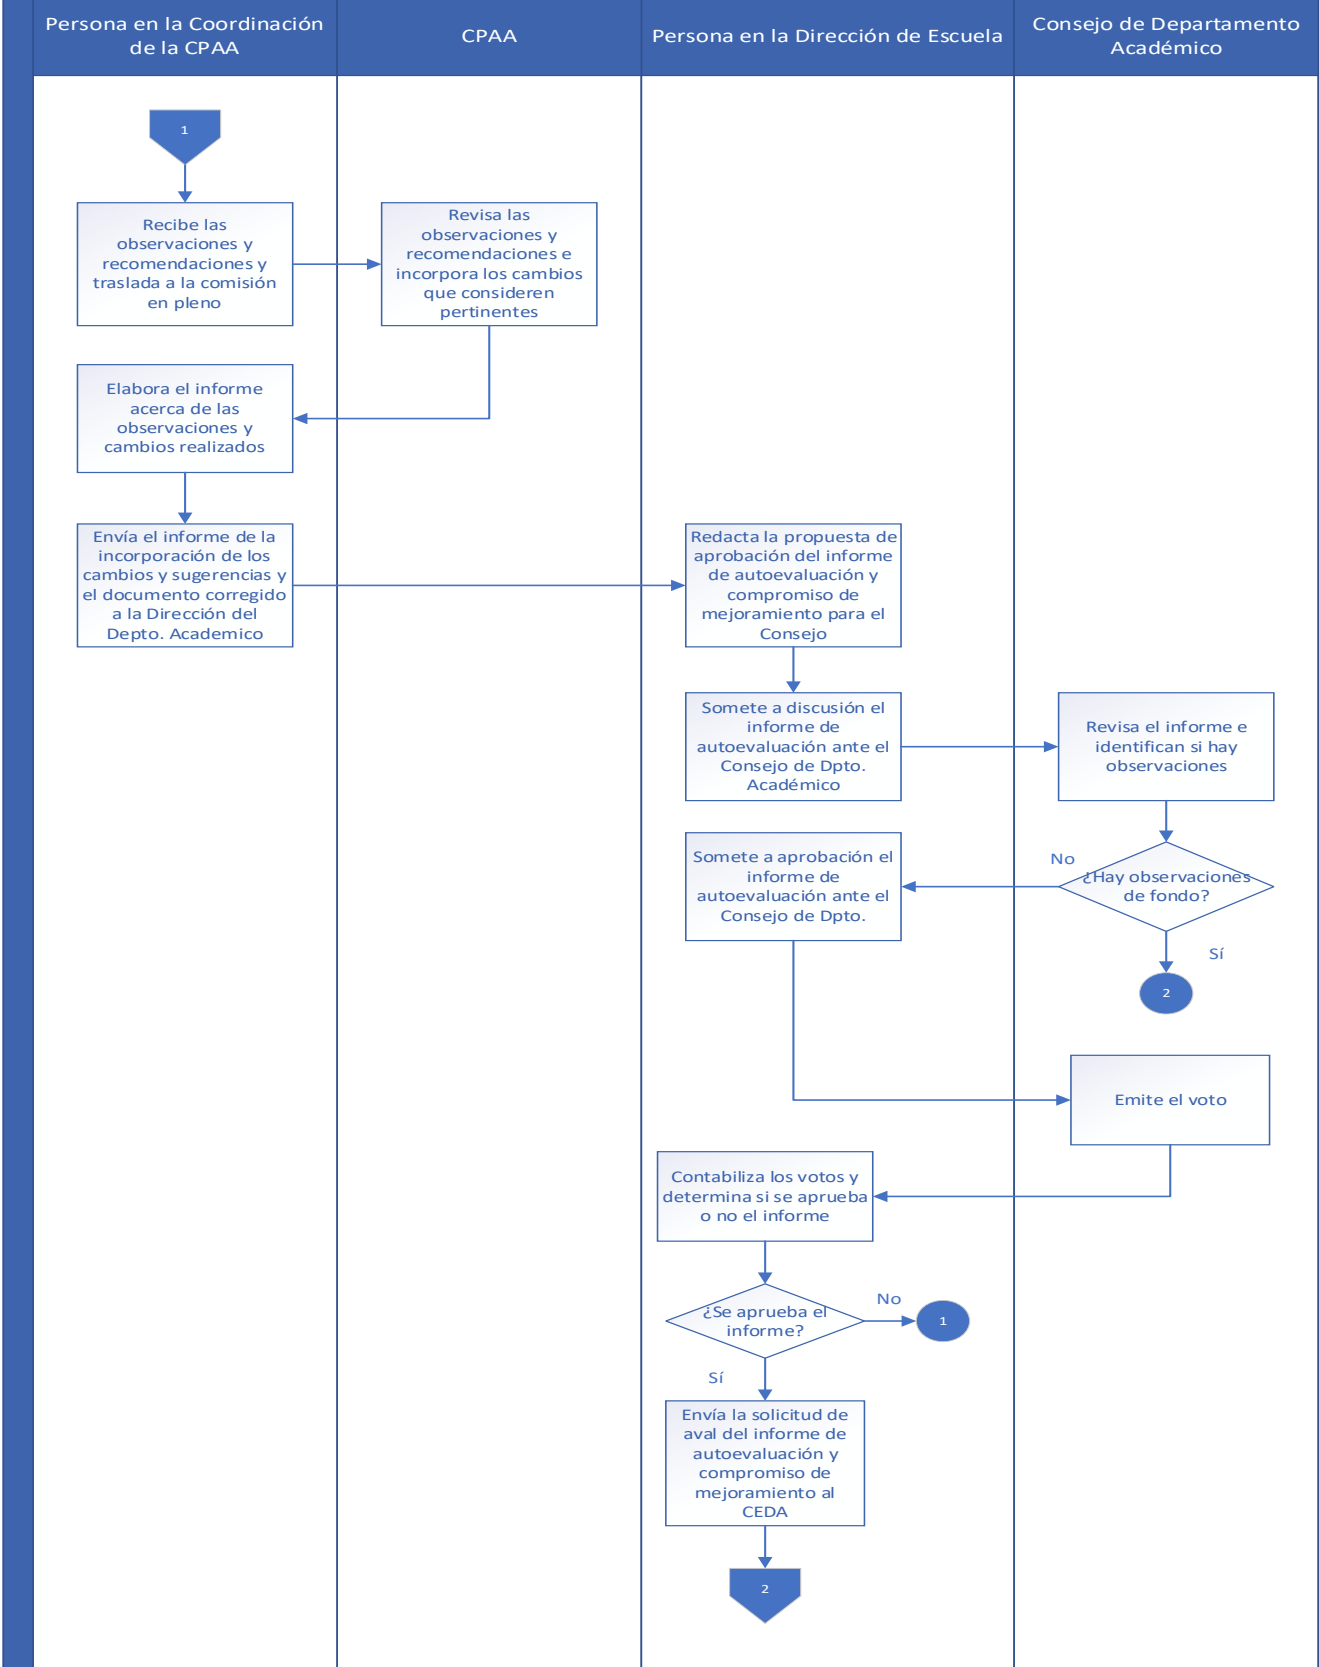 Persona en la Coordinación
de la CPAA
CPAA
Persona en la Dirección de Escuela
Consejo de Departamento
Académico
1
Recibe las
observaciones y
recomendaciones y
traslada a la comisión
en pleno
Revisa las
observaciones y
recomendaciones e
incorpora los cambios
que consideren
pertinentes
Elabora el informe
acerca de las
observaciones y
cambios realizados
Envía el informe de la
incorporación de los
cambios y sugerencias y
el documento corregido
a la Dirección del
Depto. Academico
Redacta la propuesta de
aprobación del informe
de autoevaluación y
compromiso de
mejoramiento para el
Consejo
Somete a discusión el
informe de
autoevaluación ante el
Consejo de Dpto.
Académico
Revisa el informe e
identifican si hay
observaciones
¿Hay observaciones
de fondo?
No
Sí
2
Somete a aprobación el
informe de
autoevaluación ante el
Consejo de Dpto.
Emite el voto
Contabiliza los votos y
determina si se aprueba
o no el informe
¿Se aprueba el
informe?
No
1
Sí
Envía la solicitud de
aval del informe de
autoevaluación y
compromiso de
mejoramiento al
CEDA
2